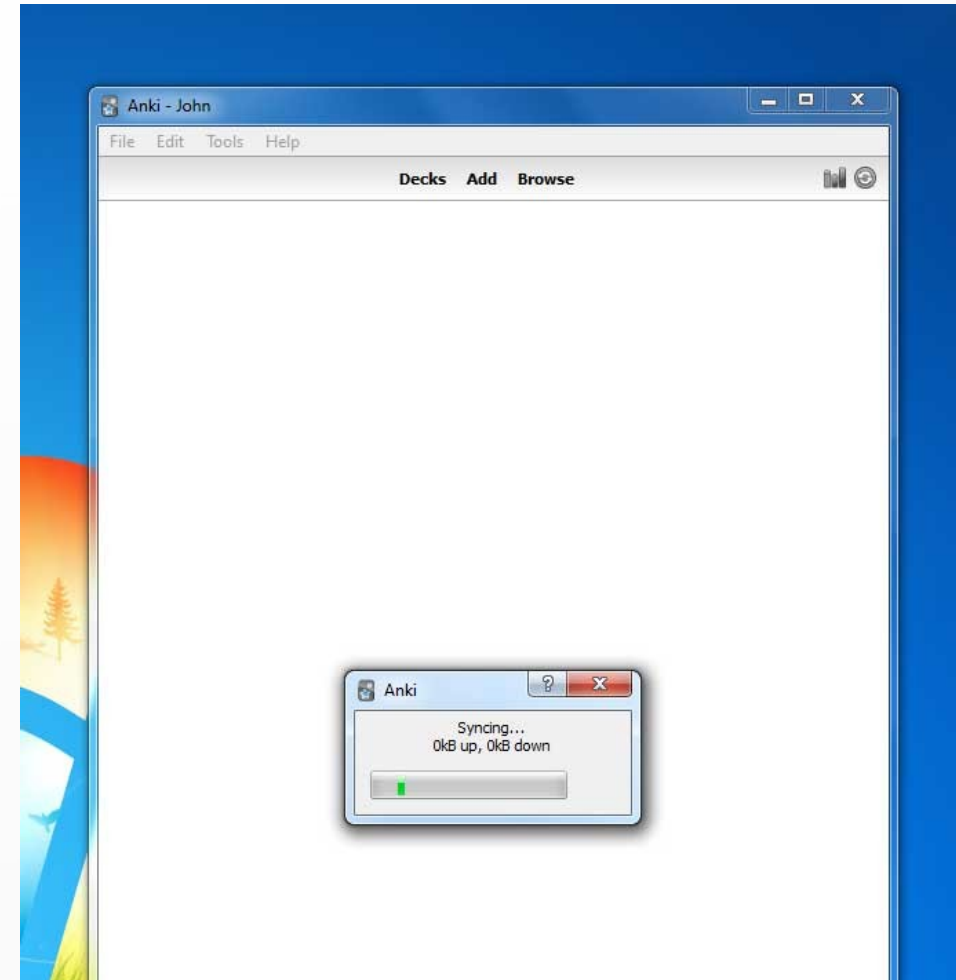 Anki - John
File Edit Tools Help
Decks Add Browse
Anki
Syncing...
0kB up, 0kB down